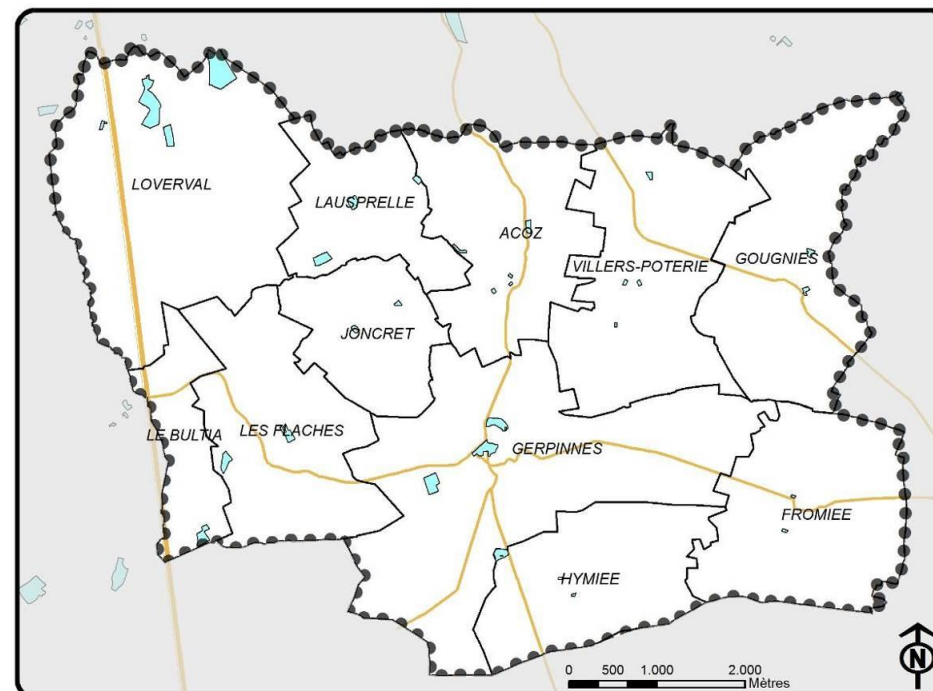 LOVERVAL
LAUSPRELLE
ACOZ
VILLERS-POTERIE
GOUGNIES
JONCRET
LE BULTIA
LES FLACHES
GERPINNES
FROMIEE
HYMIEE
N
0 500 1.000 2.000
Mètres